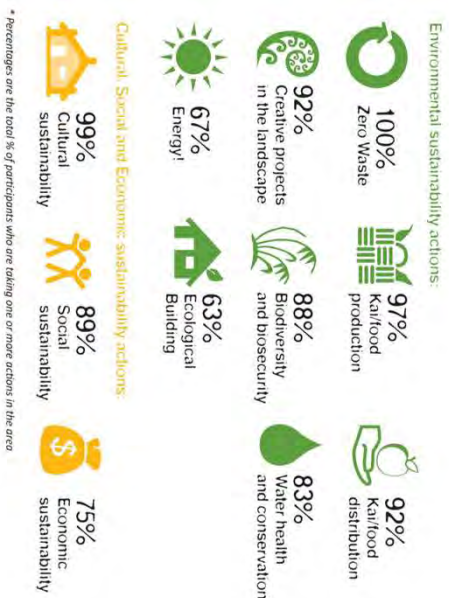 Environmental sustainability actions:
100%
Zero Waste
97%
Kai/food
production
92%
Kai/food
distribution
92%
Creative projects
in the landscape
88%
Biodiversity
and biosecurity
83%
Water health
and conservation
67%
Energy!
63%
Ecological
Building
Cultural, Social and Economic sustainability actions:
99%
Cultural
sustainability
89%
Social
sustainability
$
75%
Economic
sustainability
* Percentages are the total % of participants who are taking one or more actions in the area